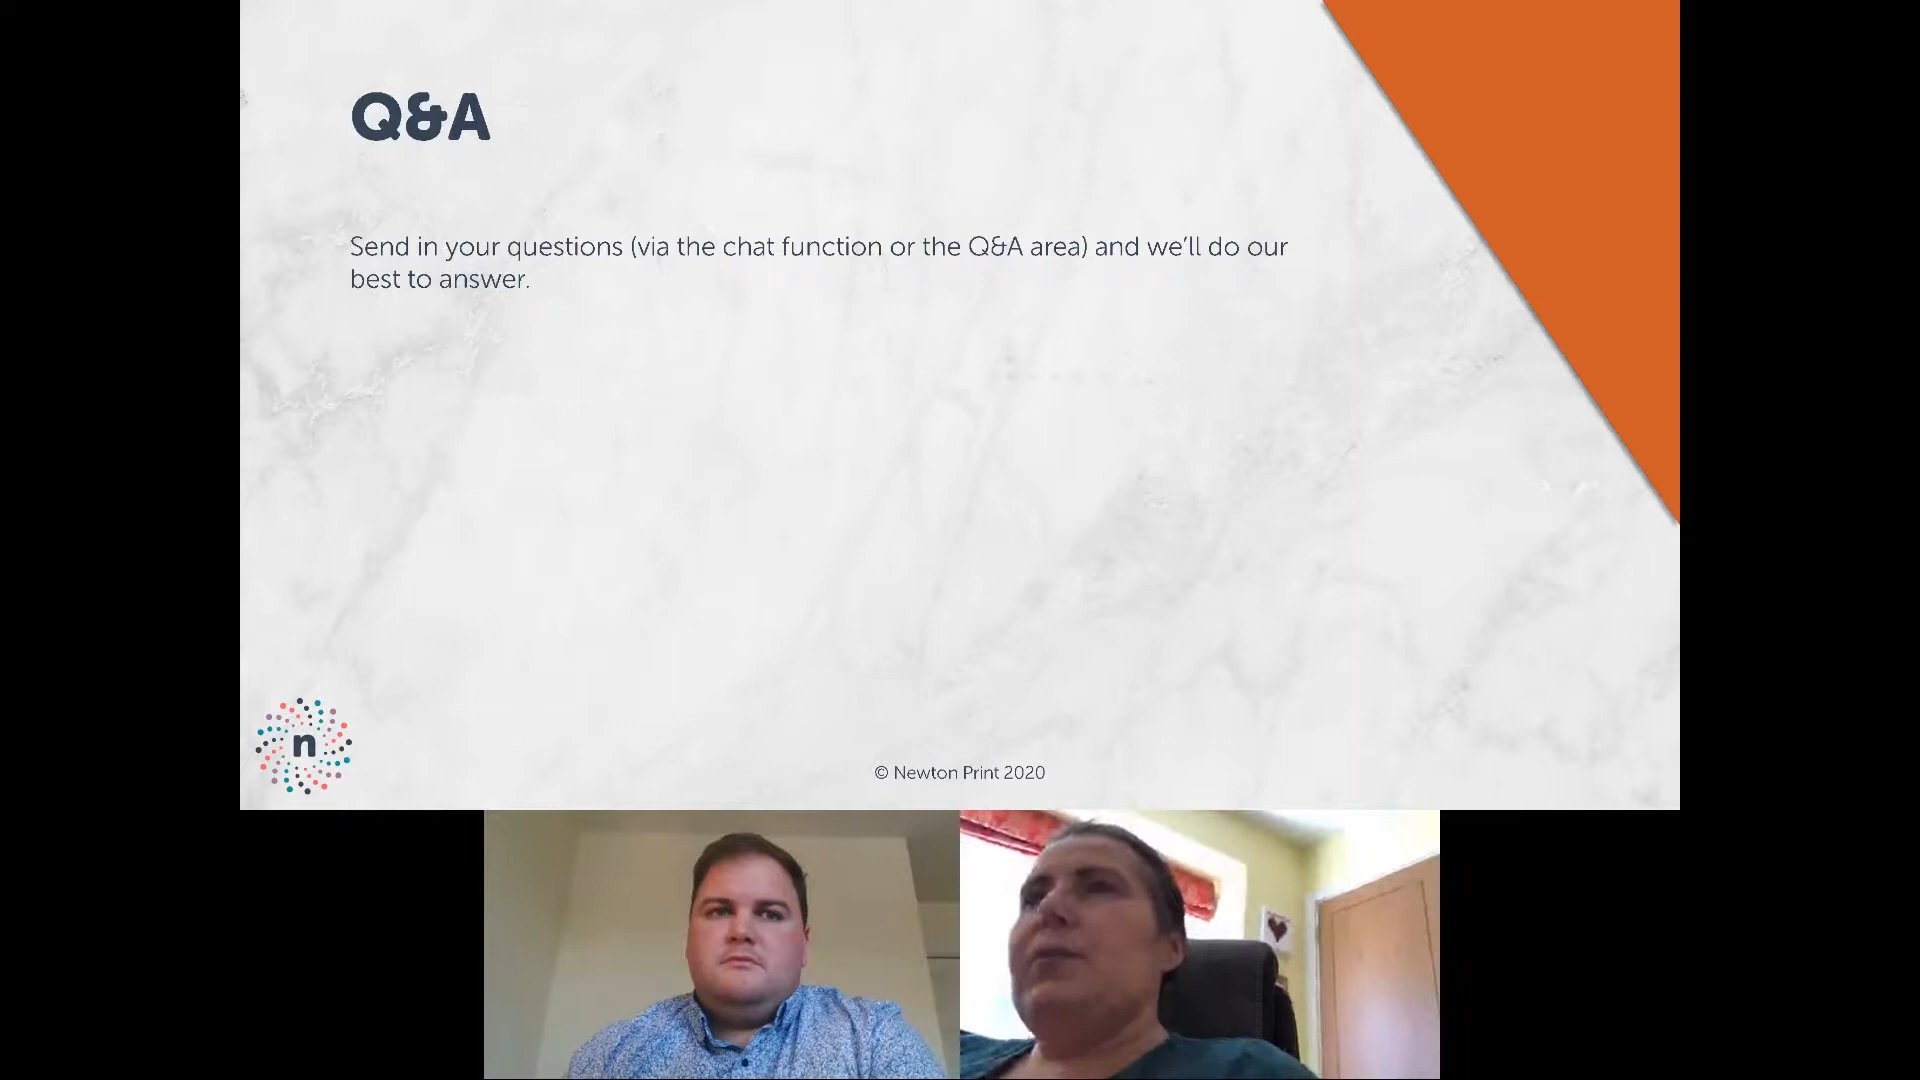 Q&A
Send in your questions (via the chat function or the Q&A area) and we’ll do our
best to answer.
n
© Newton Print 2020